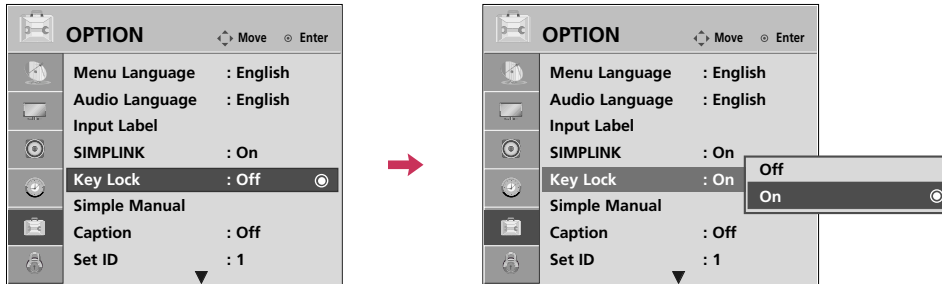 OPTION Move Enter
Menu Language : English
Audio Language : English
Input Label
SIMPLINK : On
Key Lock : Off
Simple Manual
Caption : Off
Set ID : 1
OPTION Move Enter
Menu Language : English
Audio Language : English
Input Label
SIMPLINK : On
Key Lock : On
Simple Manual
Caption : Off
Set ID : 1
Off
On